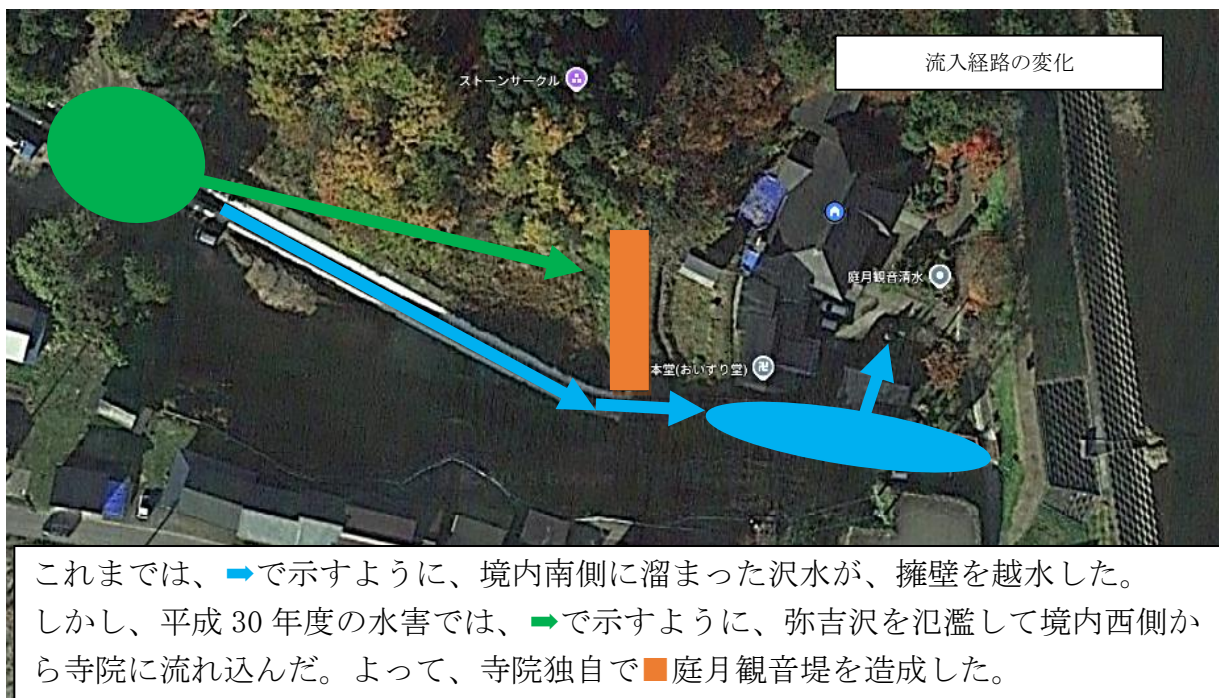 流入経路の変化
ストーンサークル
庭月観音清水
本堂(おいずり堂)
これまでは、➡で示すように、境内南側に溜まった沢水が、擁壁を越水した。
しかし、平成 30 年度の水害では、➡で示すように、弥吉沢を氾濫して境内西側か
ら寺院に流れ込んだ。よって、寺院独自で■庭月観音堤を造成した。